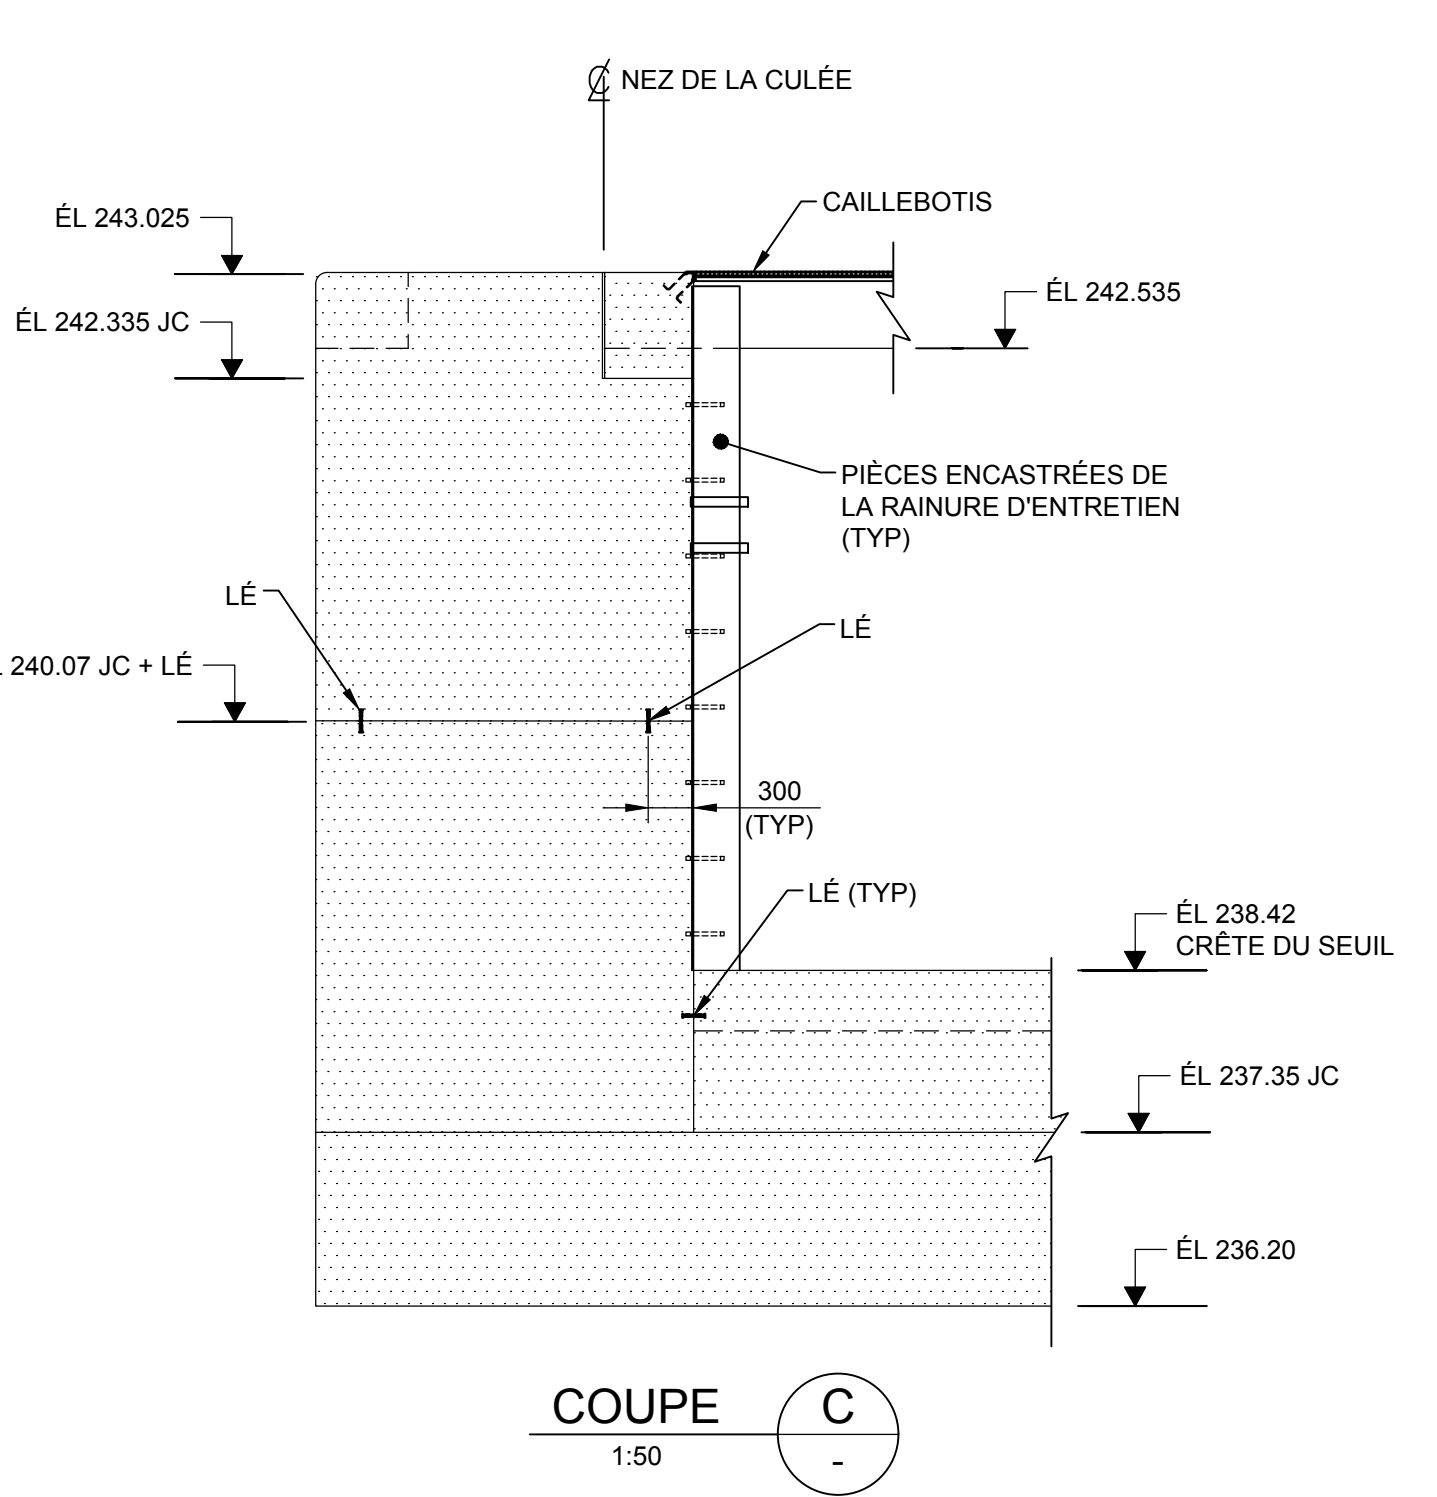 NEZ DE LA CULÉE
CAILLEBOTIS
ÉL 243.025
ÉL 242.535
ÉL 242.335 JC
PIÈCES ENCASTRÉES DE
LA RAINURE D'ENTRETIEN
(TYP)
LÉ
LÉ
240.07 JC + LÉ
300
(TYP)
LÉ (TYP)
ÉL 238.42
CRÊTE DU SEUIL
ÉL 237.35 JC
ÉL 236.20
COUPE
1:50
C
-